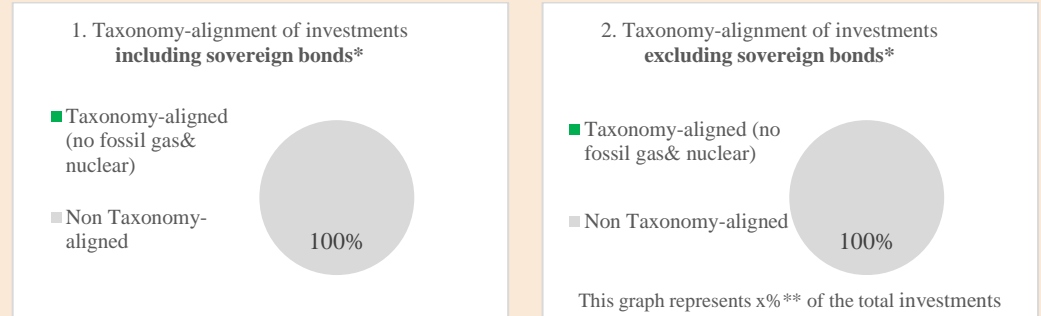 1. Taxonomy-alignment of investments
including sovereign bonds*
Taxonomy-aligned
(no fossil gas&
nuclear)
Non Taxonomy-
aligned
100%
2. Taxonomy-alignment of investments
excluding sovereign bonds*
Taxonomy-aligned (no
fossil gas& nuclear)
Non Taxonomy-aligned
100%
This graph represents x%** of the total investments